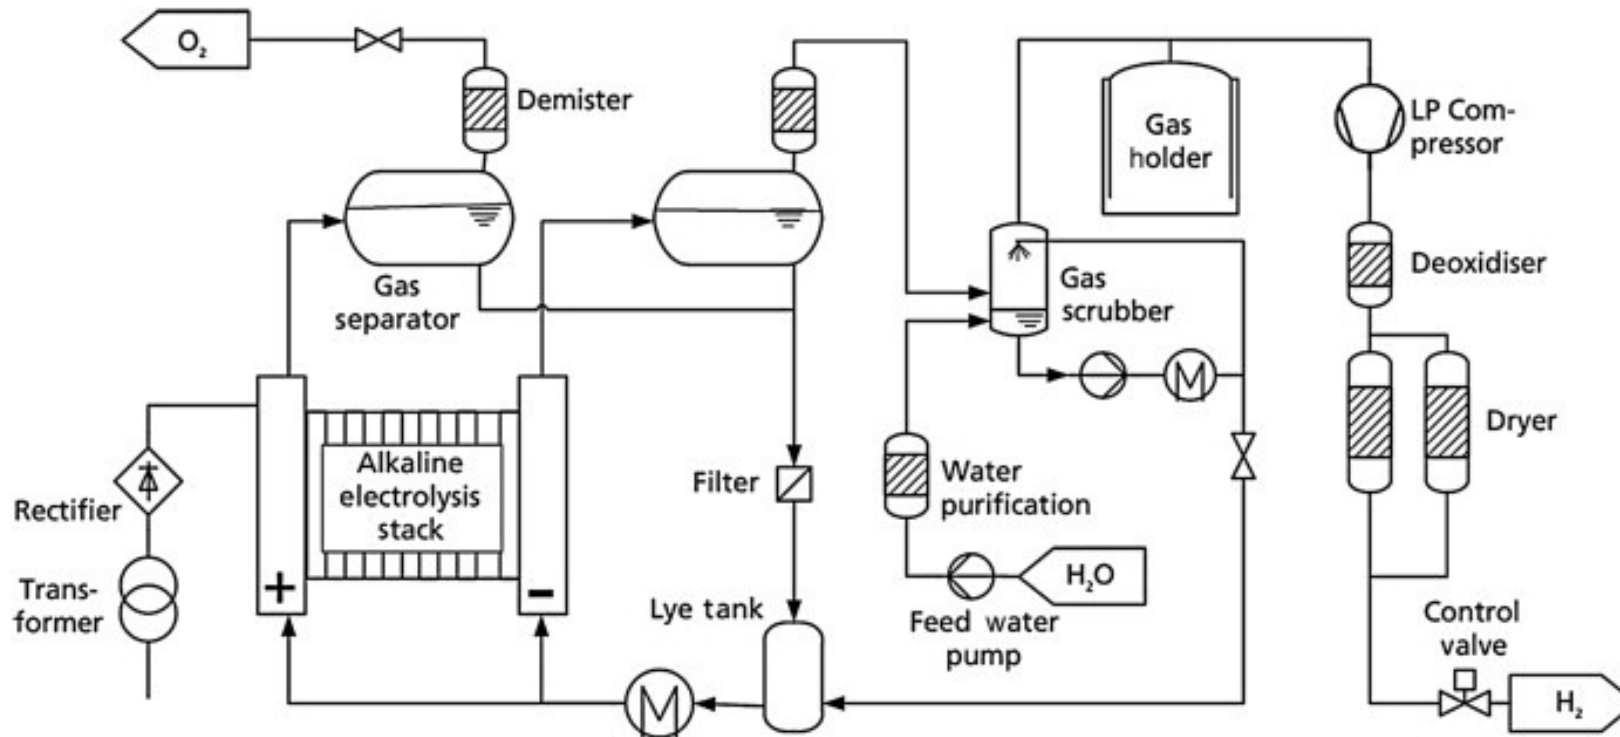 O₂
Demister
Gas
separator
Gas
holder
LP Com-
pressor
Deoxidiser
Gas
scrubber
Dryer
Alkaline
electrolysis
stack
+
-
Rectifier
Trans-
former
Filter
Lye tank
Water
purification
H₂O
Feed water
pump
Control
valve
H₂